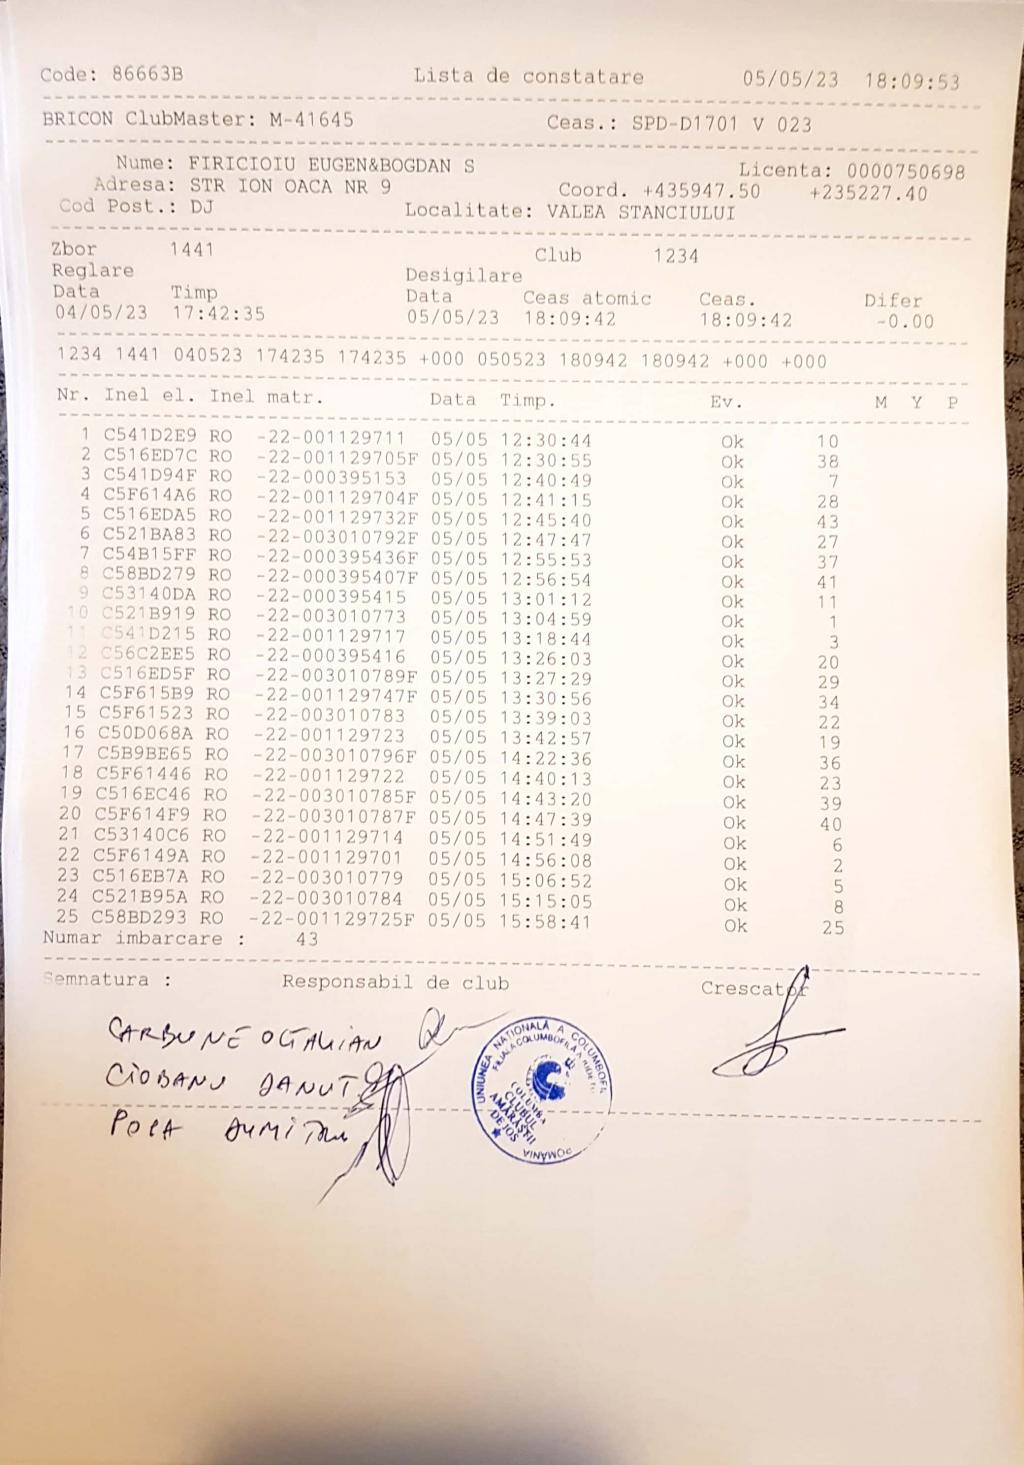 Code: 86663B Lista de constatare 05/05/23 18:09:53
BRICON ClubMaster: M-41645 Ceas.: SPD-D1701 V 023
Nume: FIRICIOIU EUGEN&BOGDAN S Licenta: 0000750698
Adresa: STR ION OACA NR 9 Coord. +435947.50 +235227.40
Cod Post.: DJ Localitate: VALEA STANCIULUI
Zbor 1441 Club 1234
Reglare Desigilare
Data Timp Data Ceas atomic Ceas. Difer
04/05/23 17:42:35 05/05/23 18:09:42 18:09:42 -0.00
1234 1441 040523 174235 174235 +000 050523 180942 180942 +000 +000
Nr. Inel el. Inel matr. Data Timp. Ev. M Y P
1 C541D2E9 RO -22-001129711 05/05 12:30:44 Ok 10
2 C516ED7C RO -22-001129705F 05/05 12:30:55 Ok 38
3 C541D94F RO -22-000395153 05/05 12:40:49 Ok 7
4 C5F614A6 RO -22-001129704F 05/05 12:41:15 Ok 28
5 C516EDA5 RO -22-001129732F 05/05 12:45:40 Ok 43
6 C521BA83 RO -22-003010792F 05/05 12:47:47 Ok 27
7 C54B15FF RO -22-000395436F 05/05 12:55:53 Ok 37
8 C58BD279 RO -22-000395407F 05/05 12:56:54 Ok 41
9 C53140DA RO -22-000395415 05/05 13:01:12 Ok 11
10 C521B919 RO -22-003010773 05/05 13:04:59 Ok 1
11 C541D215 RO -22-001129717 05/05 13:18:44 Ok 3
12 C56C2EE5 RO -22-000395416 05/05 13:26:03 Ok 20
13 C516ED5F RO -22-003010789F 05/05 13:27:29 Ok 29
14 C5F615B9 RO -22-001129747F 05/05 13:30:56 Ok 34
15 C5F61523 RO -22-003010783 05/05 13:39:03 Ok 22
16 C50D068A RO -22-001129723 05/05 13:42:57 Ok 19
17 C5B9BE65 RO -22-003010796F 05/05 14:22:36 Ok 36
18 C5F61446 RO -22-001129722 05/05 14:40:13 Ok 23
19 C516EC46 RO -22-003010785F 05/05 14:43:20 Ok 39
20 C5F614F9 RO -22-003010787F 05/05 14:47:39 Ok 40
21 C53140C6 RO -22-001129714 05/05 14:51:49 Ok 6
22 C5F6149A RO -22-001129701 05/05 14:56:08 Ok 2
23 C516EB7A RO -22-003010779 05/05 15:06:52 Ok 5
24 C521B95A RO -22-003010784 05/05 15:15:05 Ok 8
25 C58BD293 RO -22-001129725F 05/05 15:58:41 Ok 25
Numar imbarcare : 43
Semnatura : Responsabil de club Crescator
CARBUNE OCTAVIAN
CIOBANU DANUT
POPA DUMITRU
UNIUNEA NAȚIONALĂ A COLUMBOFIL
FILIALA COLUMBOFILA A
COLUMBA
CLUBUL
AMĂRĂȘTII
DE JOS
ROMÂNIA